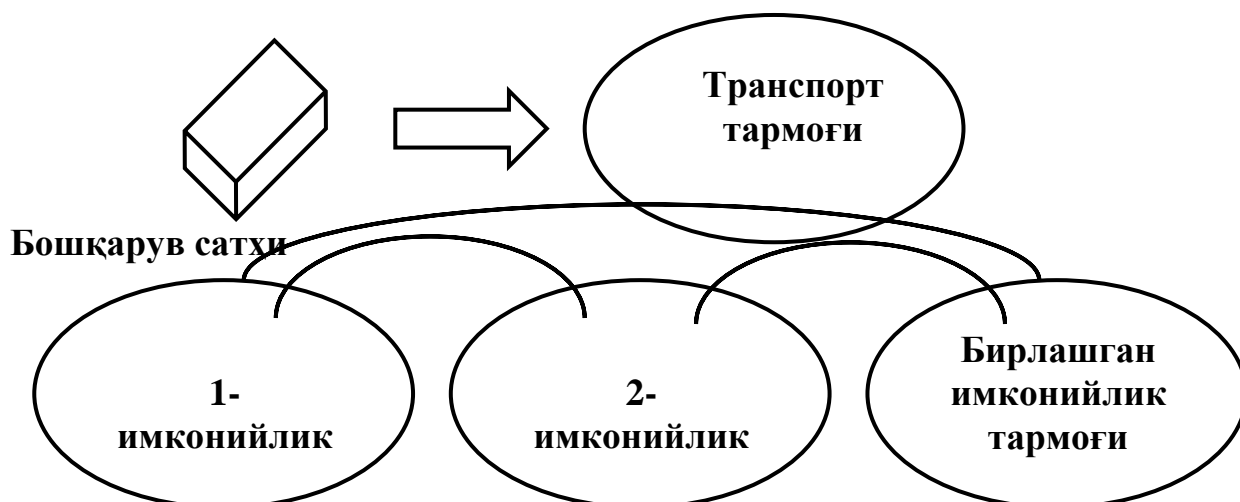 Транспорт
тармоғи
Бошқарув сатхи
1-
имконийлик
2-
имконийлик
Бирлашган
имконийлик
тармоғи